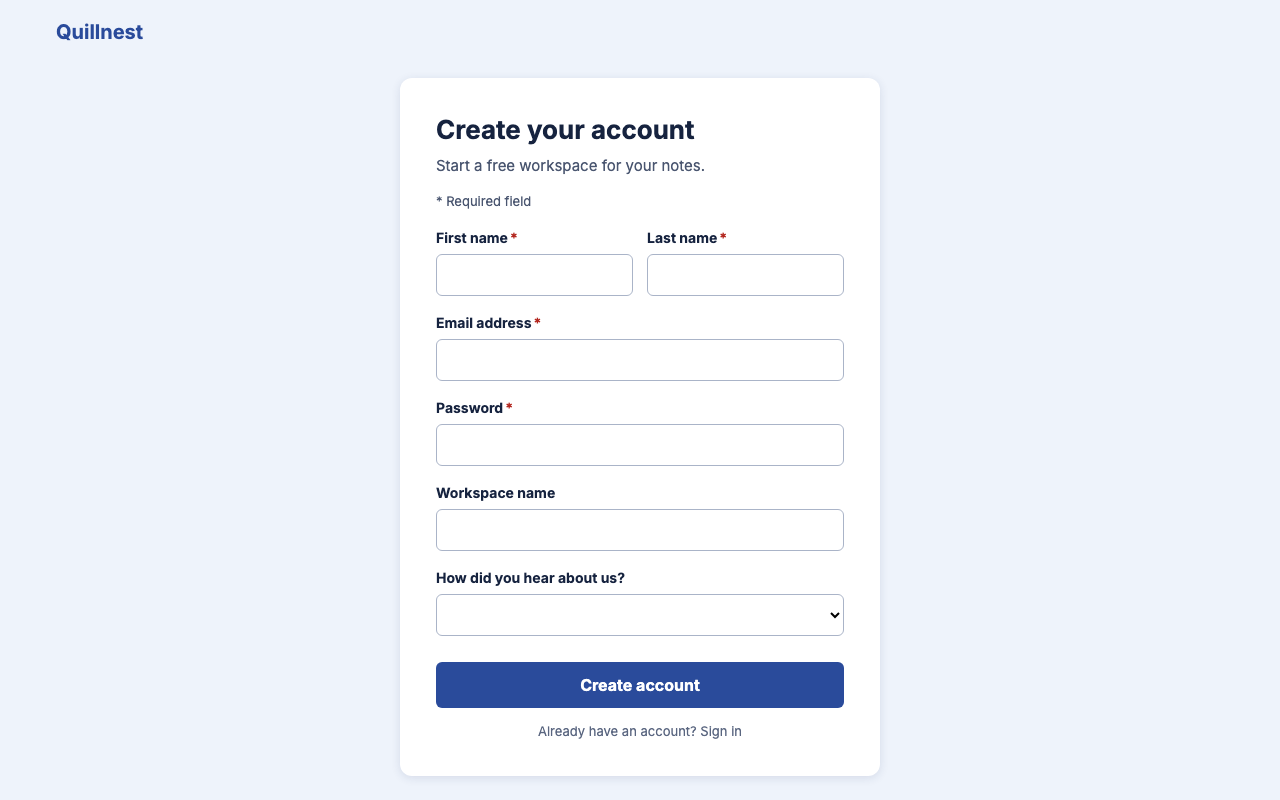 Quillnest
Create your account
Start a free workspace for your notes.
* Required field
First name *
Last name *
Email address *
Password *
Workspace name
How did you hear about us?
Create account
Already have an account? Sign in